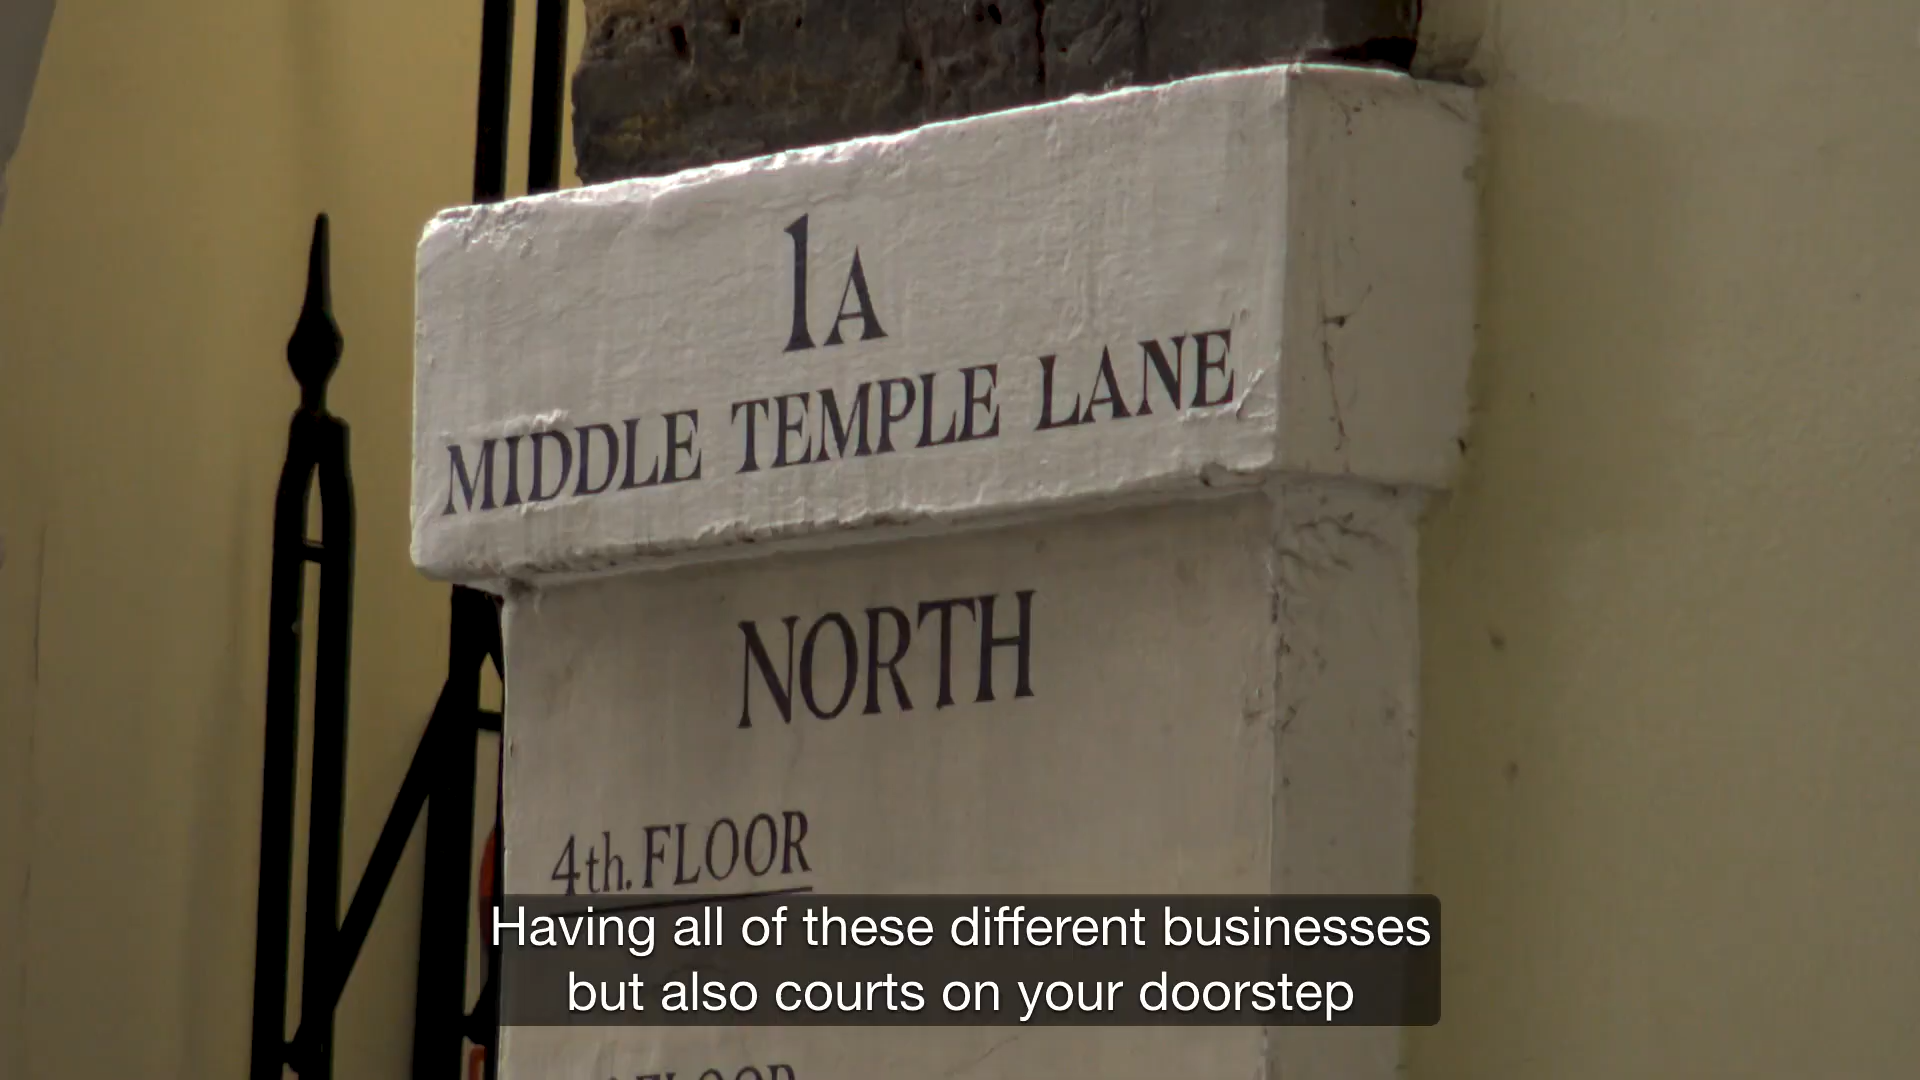 1A
MIDDLE TEMPLE LANE
NORTH
4th. FLOOR
Having all of these different businesses
but also courts on your doorstep
FLOOR